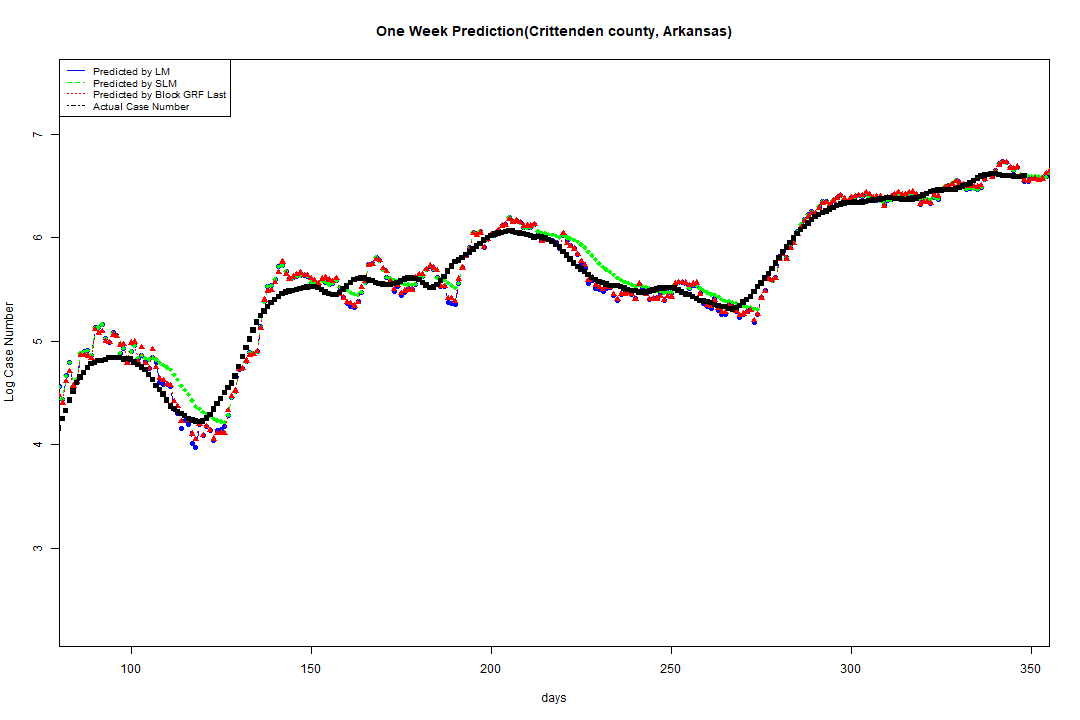 One Week Prediction(Crittenden county, Arkansas)
Predicted by LM
Predicted by SLM
Predicted by Block GRF Last
Actual Case Number
7
6
5
4
3
Log Case Number
100 150 200 250 300 350
days